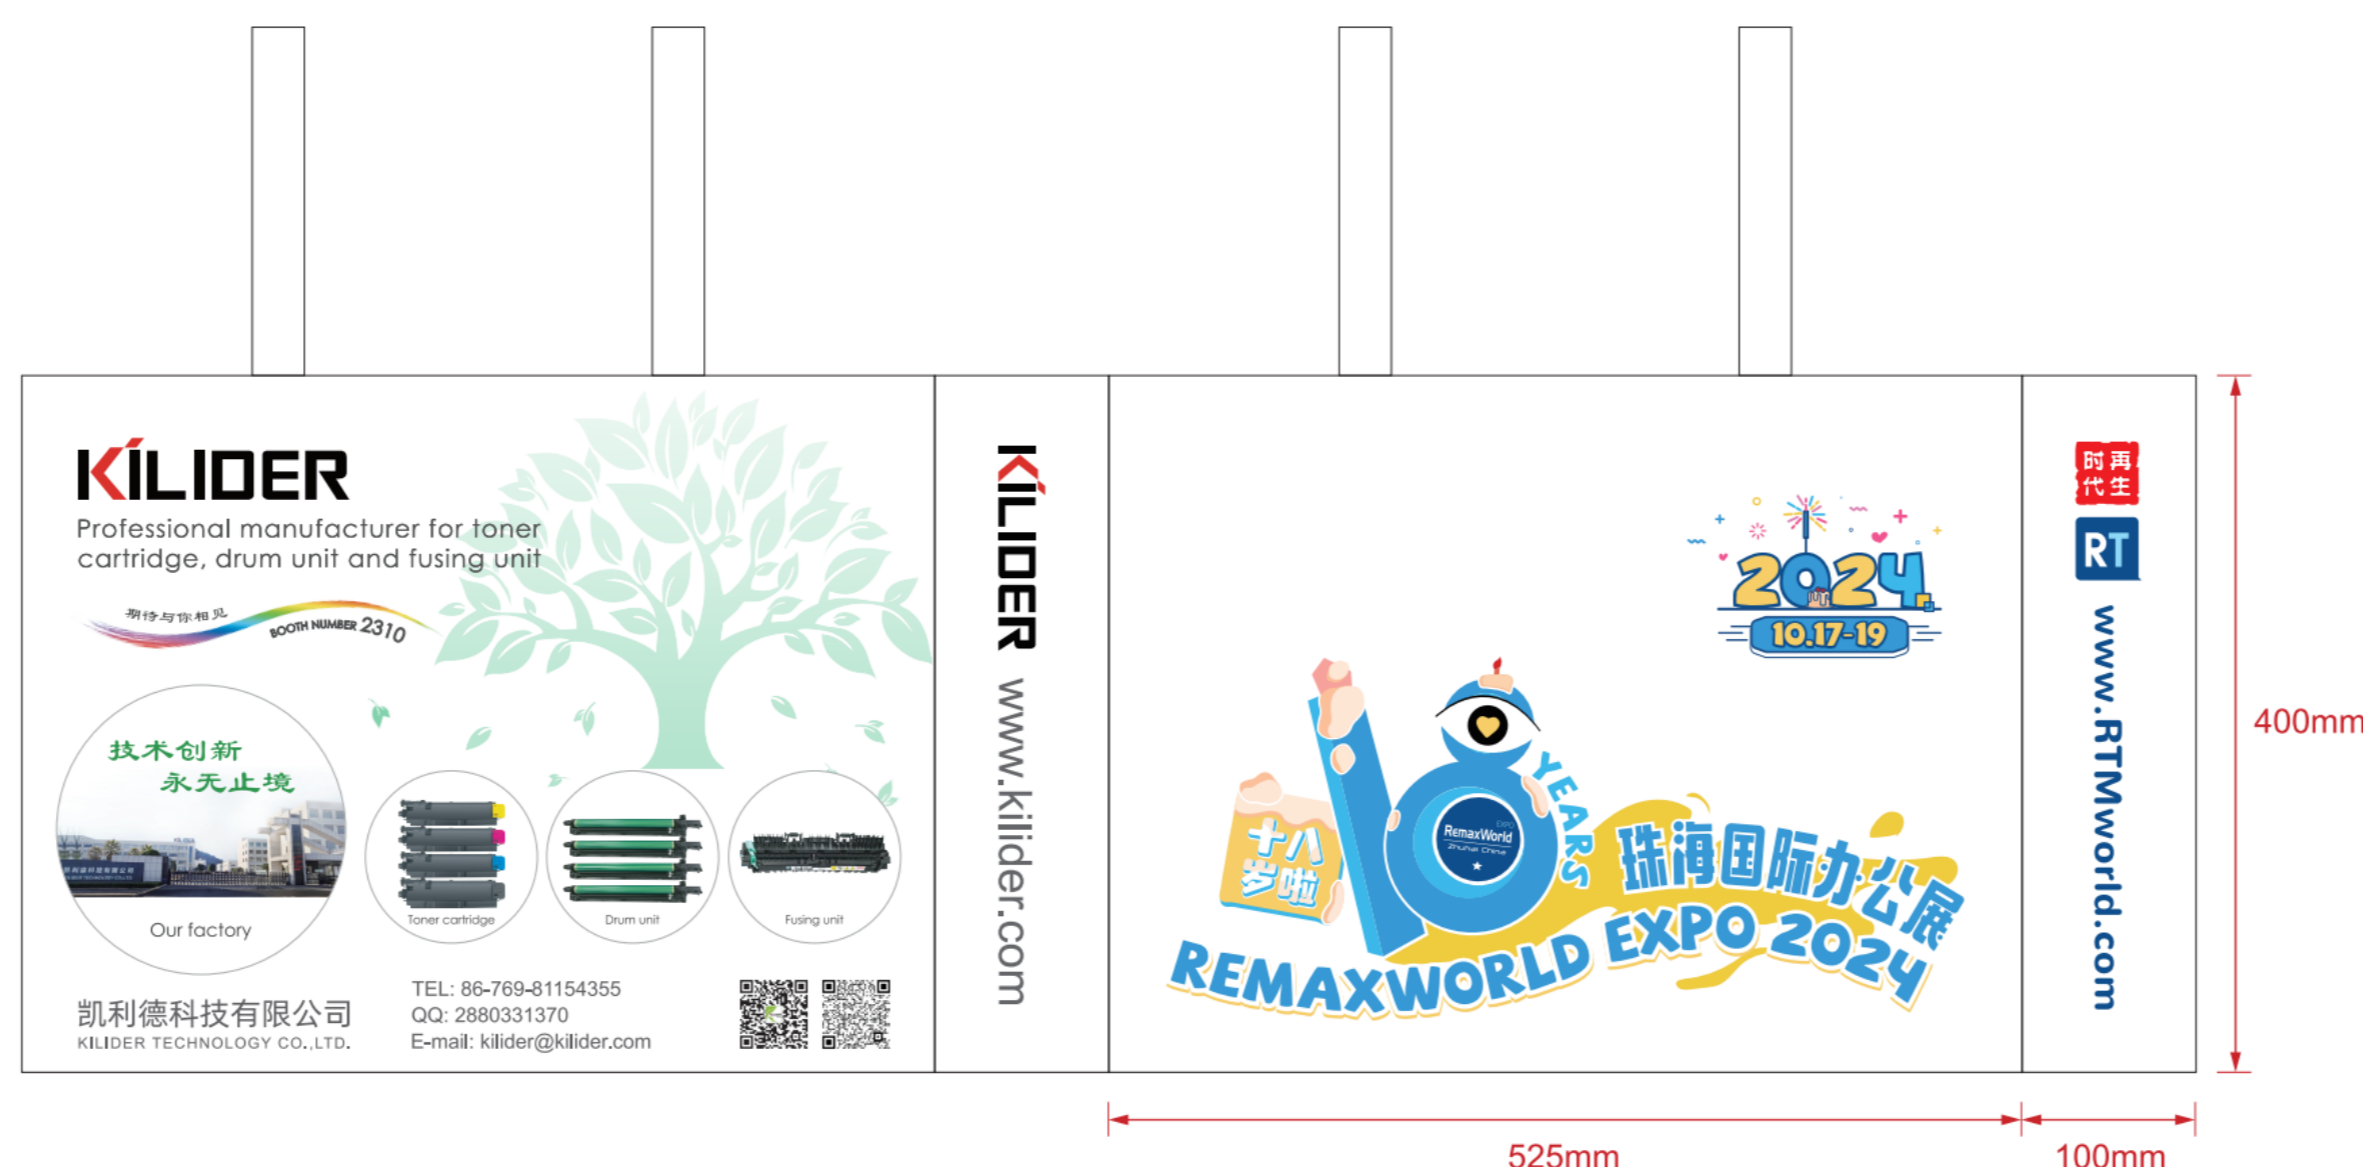 KILIDER
Professional manufacturer for toner
cartridge, drum unit and fusing unit
期待与你相见
BOOTH NUMBER 2310
技术创新
永无止境
Our factory
Toner cartridge
Drum unit
Fusing unit
凯利德科技有限公司
KILIDER TECHNOLOGY CO.,LTD.
TEL: 86-769-81154355
QQ: 2880331370
E-mail: kilider@kilider.com
KILIDER www.kilider.com
2024
10.17-19
18
YEARS
十八
岁啦
EXPO
RemaxWorld
Zhuhai China
珠海国际办公展
REMAXWORLD EXPO 2024
再生
时代
RT
www.RTMworld.com
400mm
525mm
100mm